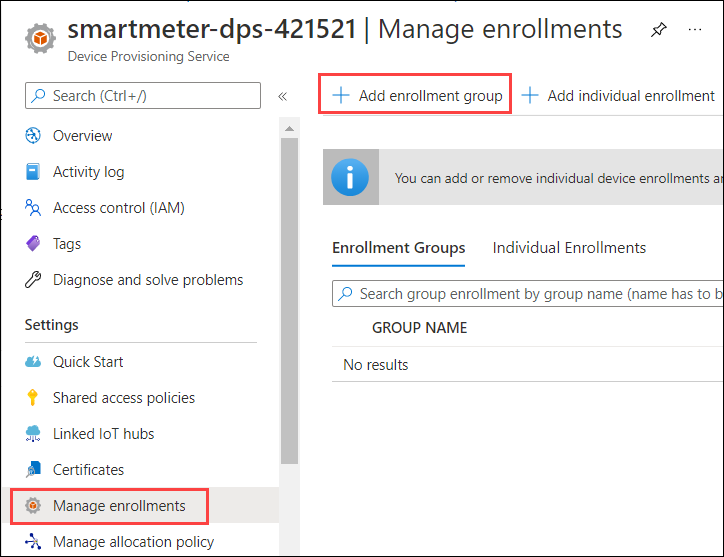 smartmeter-dps-421521 | Manage enrollments
Device Provisioning Service
Search (Ctrl+/)
Overview
Activity log
Access control (IAM)
Tags
Diagnose and solve problems
Settings
Quick Start
Shared access policies
Linked IoT hubs
Certificates
Manage enrollments
Manage allocation policy
Add enrollment group
Add individual enrollment
You can add or remove individual device enrollments
Enrollment Groups
Individual Enrollments
Search group enrollment by group name (name has to
GROUP NAME
No results